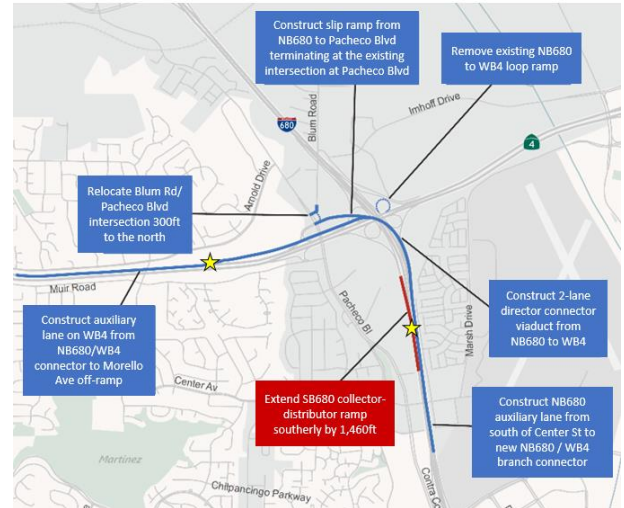 Construct slip ramp from
NB680 to Pacheco Blvd
terminating at the existing
intersection at Pacheco Blvd
Remove existing NB680
to WB4 loop ramp
Imhoff Drive
680
Blum Road
4
Arnold Drive
Relocate Blum Rd/
Pacheco Blvd
intersection 300ft
to the north
Muir Road
Pacheco Bl
Marsh Drive
Construct 2-lane
director connector
viaduct from
NB680 to WB4
Construct auxiliary
lane on WB4 from
NB680/WB4
connector to Morello
Ave off-ramp
Center Av
Extend SB680 collector-
distributor ramp
southerly by 1,460ft
Construct NB680
auxiliary lane from
south of Center St to
new NB680 / WB4
branch connector
Martinez
Chilpancingo Parkway
Contra Co